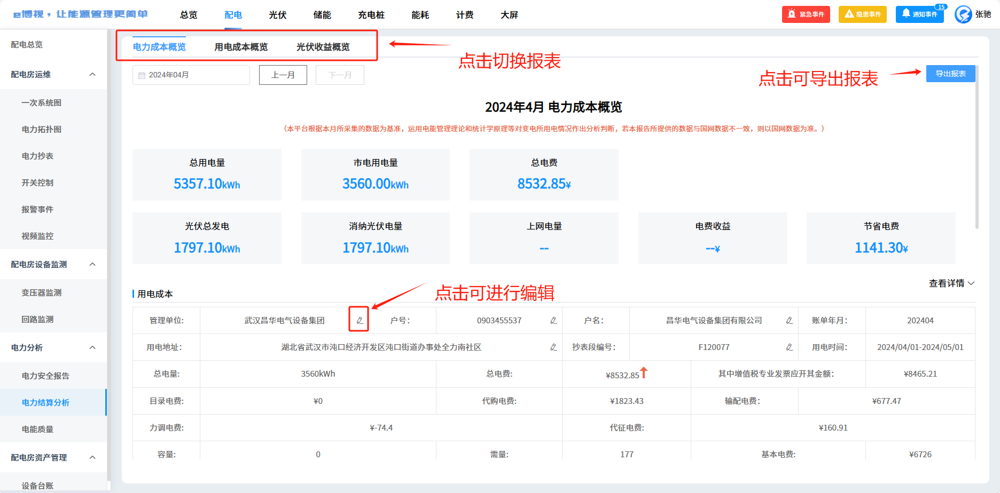 e博视，让能源管理更简单
总览 配电 光伏 储能 充电桩 能耗 计费 大屏
紧急事件 隐患事件 通知事件 15 张驰
配电总览
配电房运维
一次系统图
电力拓扑图
电力抄表
开关控制
报警事件
视频监控
配电房设备监测
变压器监测
回路监测
电力分析
电力安全报告
电力结算分析
电能质量
配电房资产管理
设备台账
电力成本概览 用电成本概览 光伏收益概览
点击切换报表
2024年04月 上一月 下一月
点击可导出报表
导出报表
2024年4月 电力成本概览
（本平台根据本月所采集的数据为基准，运用电能管理理论和统计学原理等对变电所用电情况作出分析判断，若本报告所提供的数据与国网数据不一致，则以国网数据为准。）
总用电量 市电用电量 总电费
5357.10kWh 3560.00kWh 8532.85¥
光伏总发电 消纳光伏电量 上网电量 电费收益 节省电费
1797.10kWh 1797.10kWh -- --¥ 1141.30¥
查看详情
用电成本
点击可进行编辑
管理单位: 武汉昌华电气设备集团 户号： 0903455537 户名： 昌华电气设备集团有限公司 账单年月： 202404
用电地址： 湖北省武汉市沌口经济开发区沌口街道办事处全力南社区 抄表段编号： F120077 用电时间： 2024/04/01-2024/05/01
总电量: 3560kWh 总电费: ¥8532.85 其中增值税专业发票应开其金额： ¥8465.21
目录电费: ¥0 代购电费: ¥1823.43 输配电费： ¥677.47
力调电费: ¥-74.4 代征电费: ¥160.91
容量: 0 需量: 177 基本电费: ¥6726